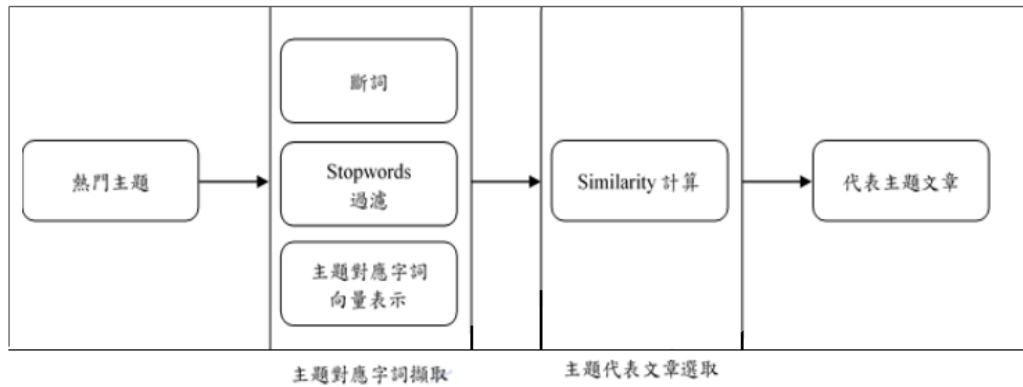 斷詞
熱門主題
Stopwords
過濾
Similarity 計算
代表主題文章
主題對應字詞
向量表示
主題對應字詞擷取
主題代表文章選取